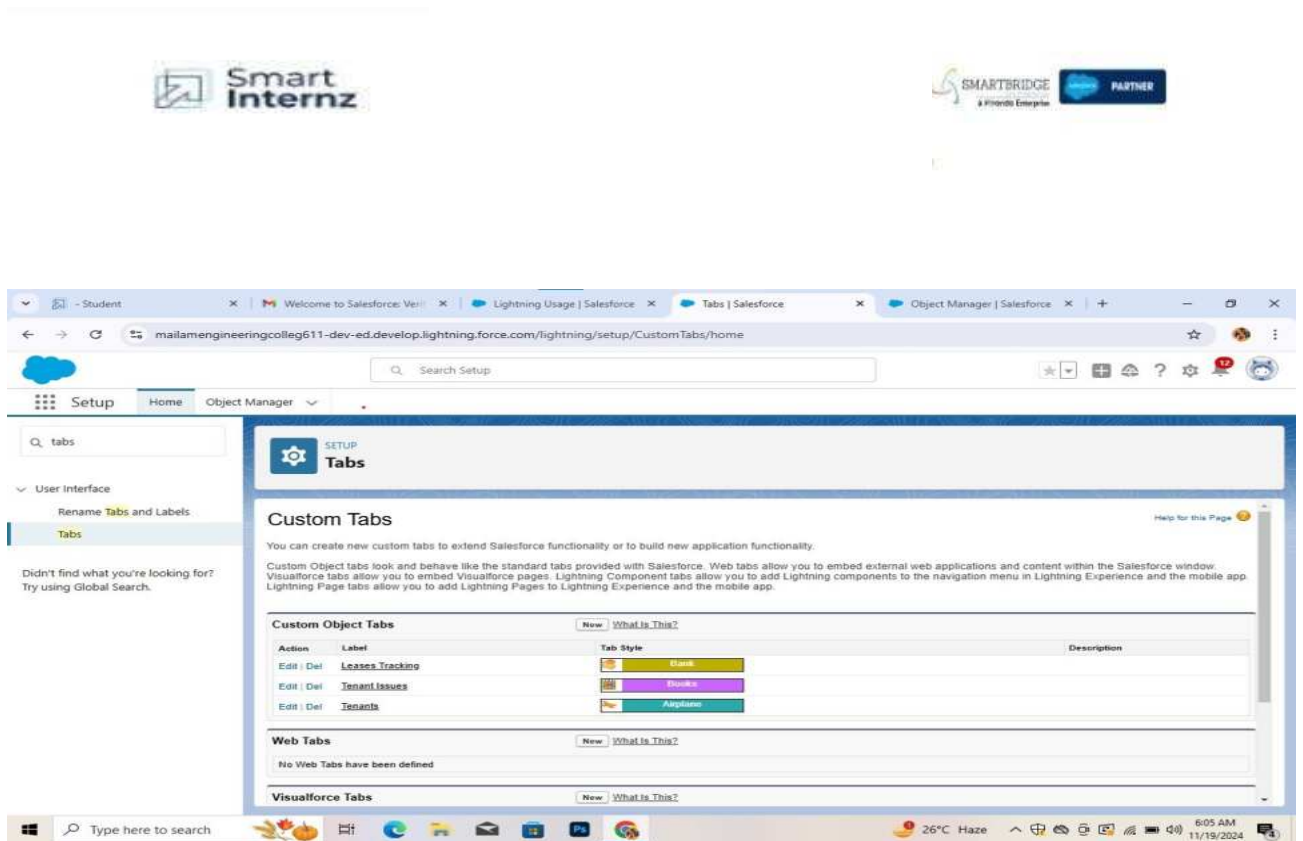 Smart
Internz
SMARTBRIDGE
PARTNER
- Student
Welcome to Salesforce: Veri
Lightning Usage | Salesforce
Tabs | Salesforce
Object Manager | Salesforce
mailamengineeringcolleg611-dev-ed.develop.lightning.force.com/lightning/setup/CustomTabs/home
Search Setup
12
Setup Home Object Manager
tabs
SETUP
Tabs
User Interface
Rename Tabs and Labels
Tabs
Didn't find what you're looking for?
Try using Global Search.
Custom Tabs
Help for this Page
You can create new custom tabs to extend Salesforce functionality or to build new application functionality.
Custom Object tabs look and behave like the standard tabs provided with Salesforce. Web tabs allow you to embed external web applications and content within the Salesforce window.
Visualforce tabs allow you to embed Visualforce pages. Lightning Component tabs allow you to add Lightning components to the navigation menu in Lightning Experience and the mobile app.
Lightning Page tabs allow you to add Lightning Pages to Lightning Experience and the mobile app.
Custom Object Tabs New What Is This?
Action Label Tab Style Description
Edit | Del Leases Tracking Bank
Edit | Del Tenant Issues Books
Edit | Del Tenants Airplane
Web Tabs New What Is This?
No Web Tabs have been defined
Visualforce Tabs New What Is This?
Type here to search
Ps
26°C Haze
6:05 AM
11/19/2024
4